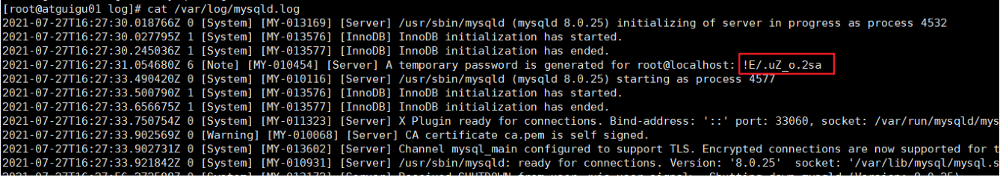 [root@atguigu01 log]# cat /var/log/mysqld.log
2021-07-27T16:27:30.018766Z 0 [System] [MY-013169] [Server] /usr/sbin/mysqld (mysqld 8.0.25) initializing of server in progress as process 4532
2021-07-27T16:27:30.027795Z 1 [System] [MY-013576] [InnoDB] InnoDB initialization has started.
2021-07-27T16:27:30.245036Z 1 [System] [MY-013577] [InnoDB] InnoDB initialization has ended.
2021-07-27T16:27:31.054680Z 6 [Note] [MY-010454] [Server] A temporary password is generated for root@localhost: !E/.uZ_o.2sa
2021-07-27T16:27:33.490420Z 0 [System] [MY-010116] [Server] /usr/sbin/mysqld (mysqld 8.0.25) starting as process 4577
2021-07-27T16:27:33.500790Z 1 [System] [MY-013576] [InnoDB] InnoDB initialization has started.
2021-07-27T16:27:33.656675Z 1 [System] [MY-013577] [InnoDB] InnoDB initialization has ended.
2021-07-27T16:27:33.750754Z 0 [System] [MY-011323] [Server] X Plugin ready for connections. Bind-address: '::' port: 33060, socket: /var/run/mysqld/mys
2021-07-27T16:27:33.902569Z 0 [Warning] [MY-010068] [Server] CA certificate ca.pem is self signed.
2021-07-27T16:27:33.902731Z 0 [System] [MY-013602] [Server] Channel mysql_main configured to support TLS. Encrypted connections are now supported for t
2021-07-27T16:27:33.921842Z 0 [System] [MY-010931] [Server] /usr/sbin/mysqld: ready for connections. Version: '8.0.25'  socket: '/var/lib/mysql/mysql.s